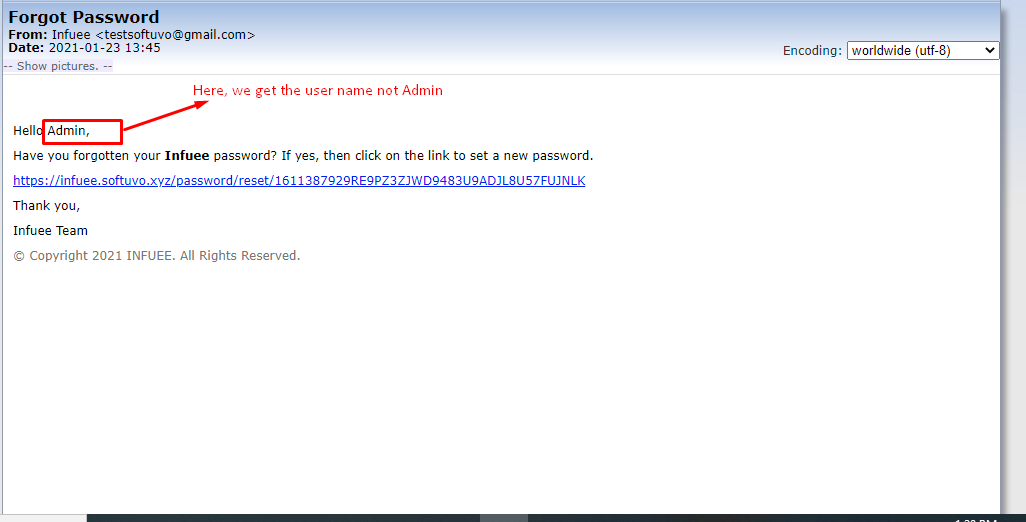 Forgot Password
From: Infuee <testsoftuvo@gmail.com>
Date: 2021-01-23 13:45
Encoding: worldwide (utf-8)
-- Show pictures. --
Here, we get the user name not Admin
Hello Admin,
Have you forgotten your Infuee password? If yes, then click on the link to set a new password.
https://infuee.softuvo.xyz/password/reset/1611387929RE9PZ3ZJWD9483U9ADJL8U57FUJNLK
Thank you,
Infuee Team
© Copyright 2021 INFUEE. All Rights Reserved.